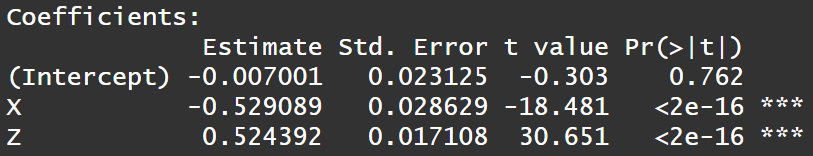 Coefficients:
Estimate Std. Error t value Pr(>|t|)
(Intercept) -0.007001 0.023125 -0.303 0.762
X -0.529089 0.028629 -18.481 <2e-16 ***
Z 0.524392 0.017108 30.651 <2e-16 ***